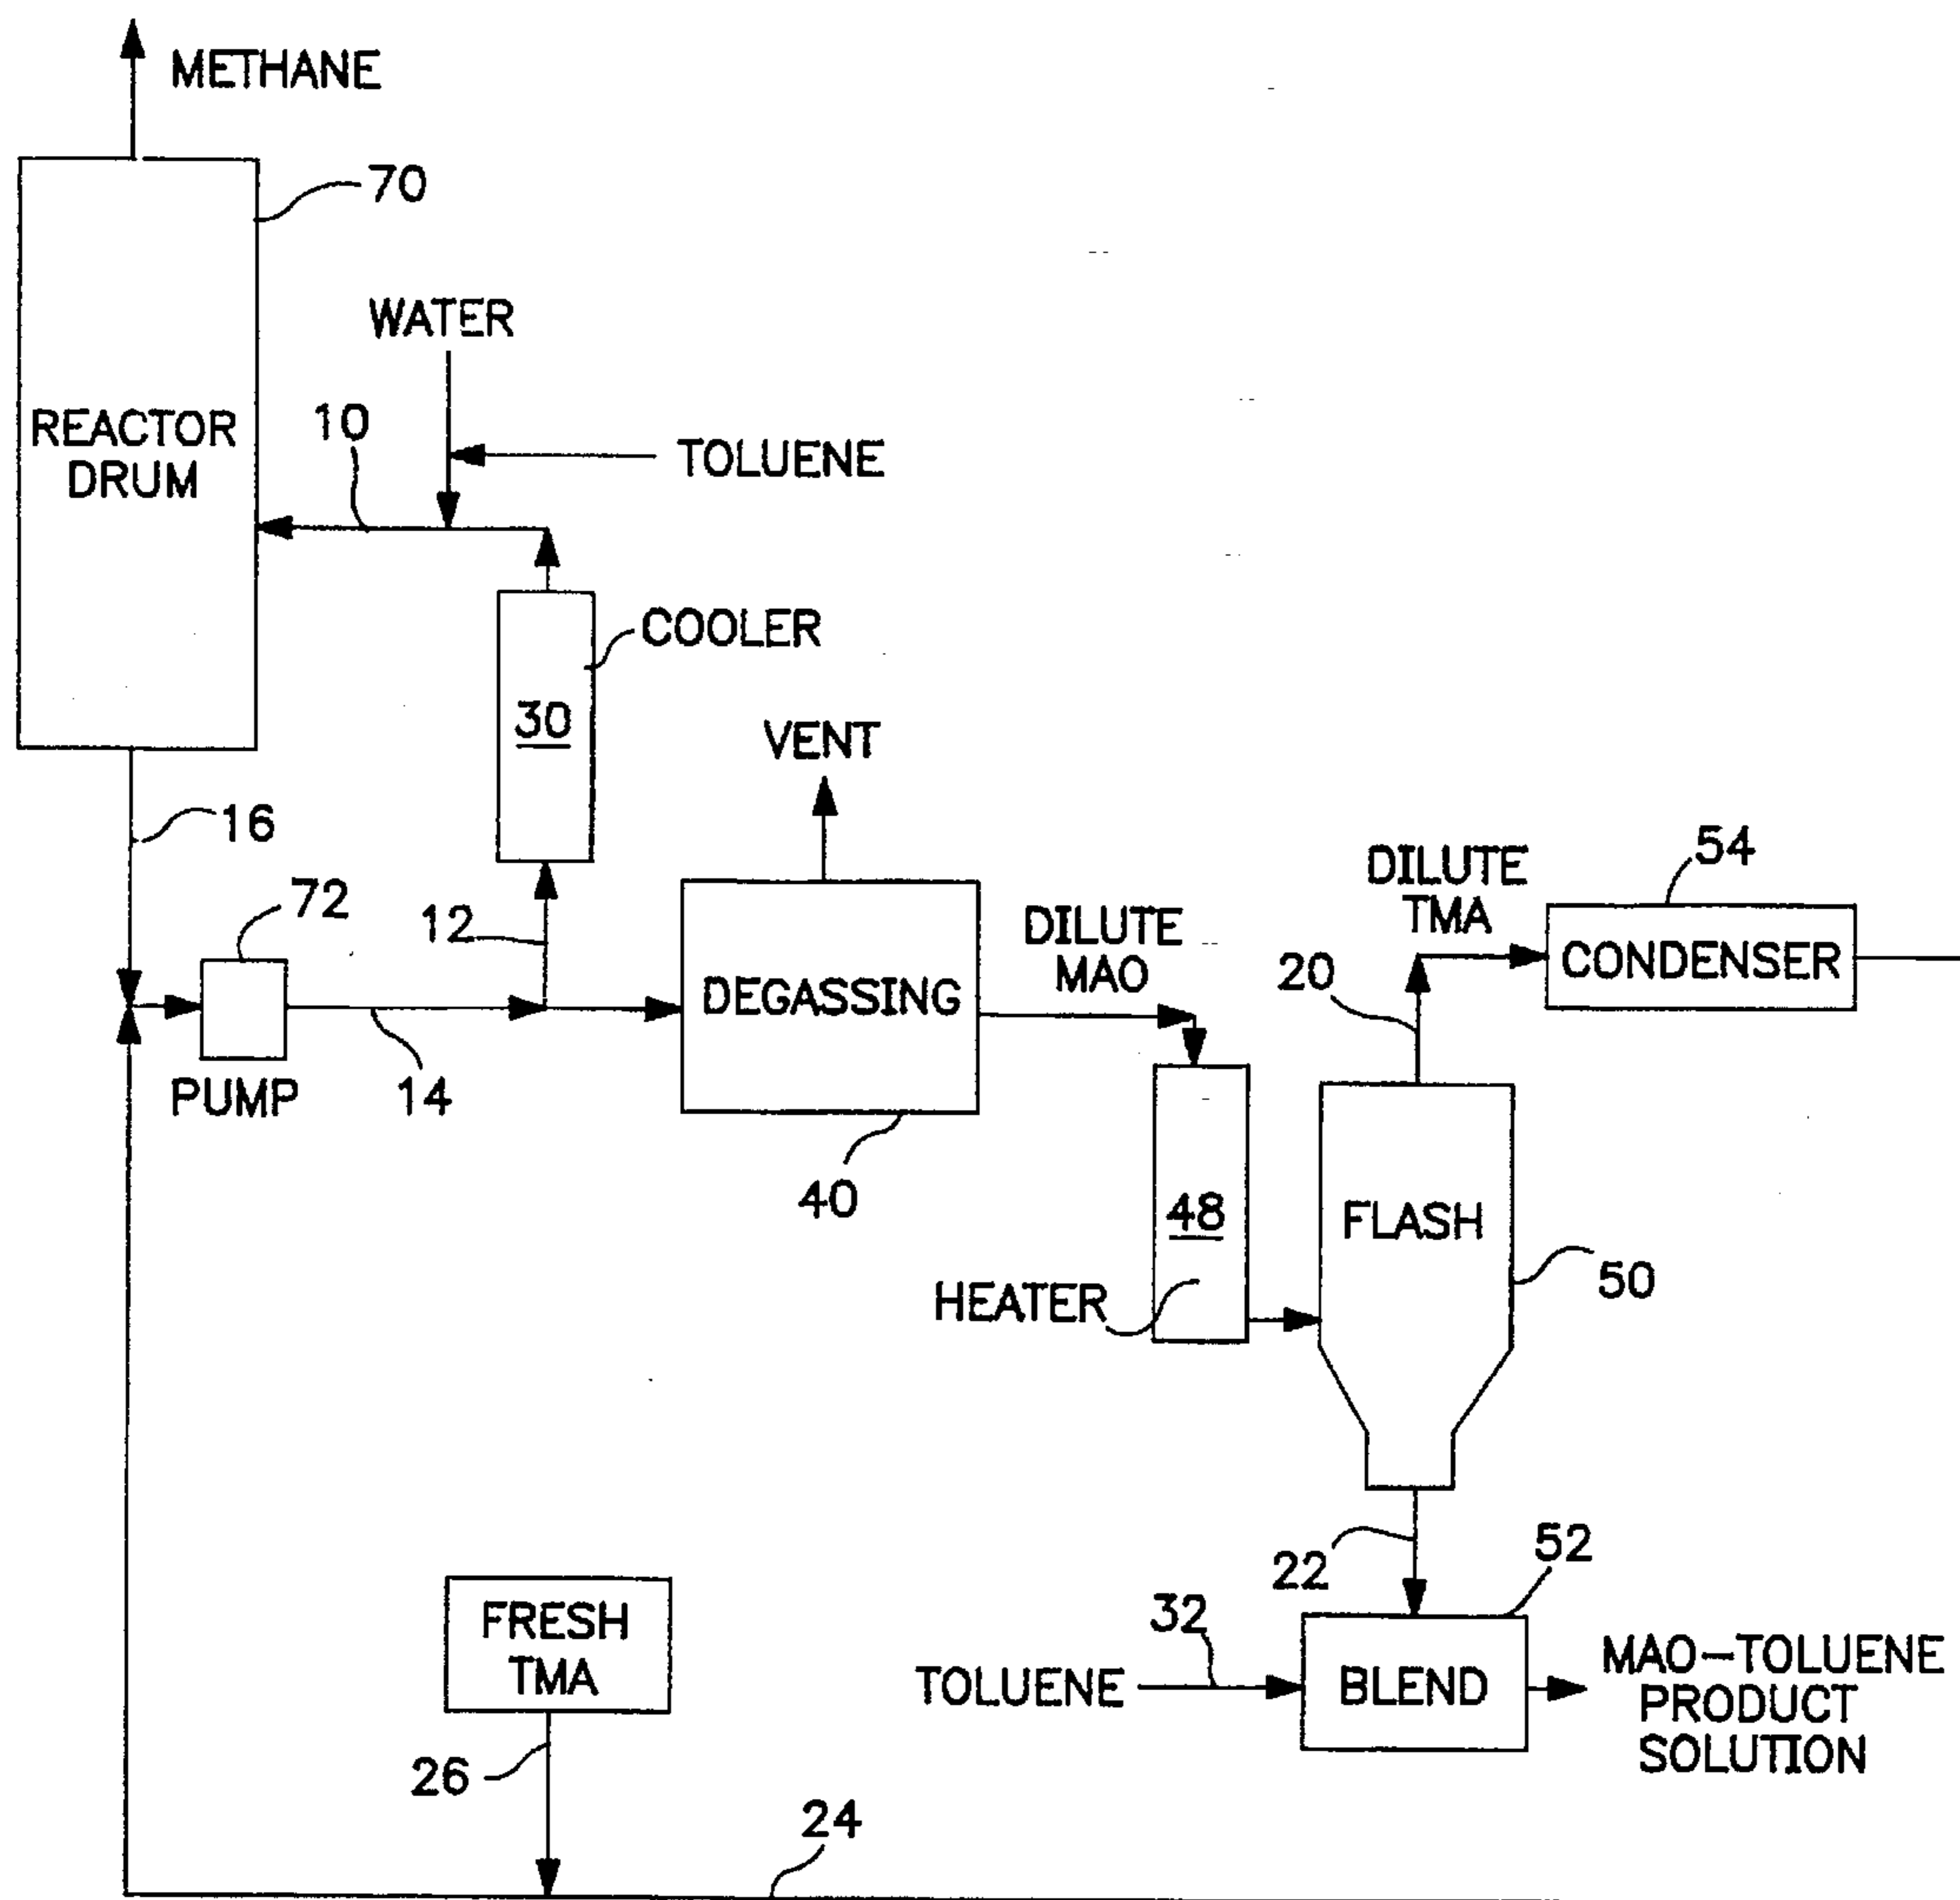 METHANE
70
WATER
REACTOR
DRUM
10
TOLUENE
COOLER
30
VENT
16
72
12
DILUTE
MAO
DILUTE
TMA
54
CONDENSER
20
DEGASSING
PUMP
14
40
48
FLASH
HEATER
50
22
52
FRESH
TMA
32
TOLUENE
BLEND
MAO-TOLUENE
PRODUCT
SOLUTION
26
24